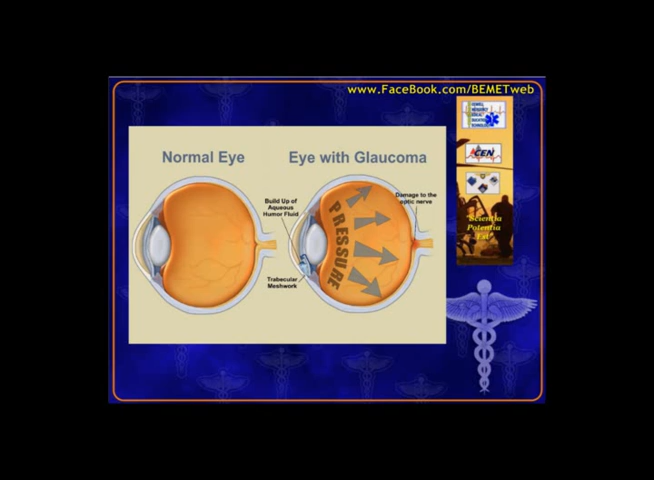 www.FaceBook.com/BEMETweb
Normal Eye
Eye with Glaucoma
Build Up of
Aqueous
Humor Fluid
Damage to the
optic nerve
PRESSURE
Trabecular
Meshwork
"Scientia
Potentia
Est"